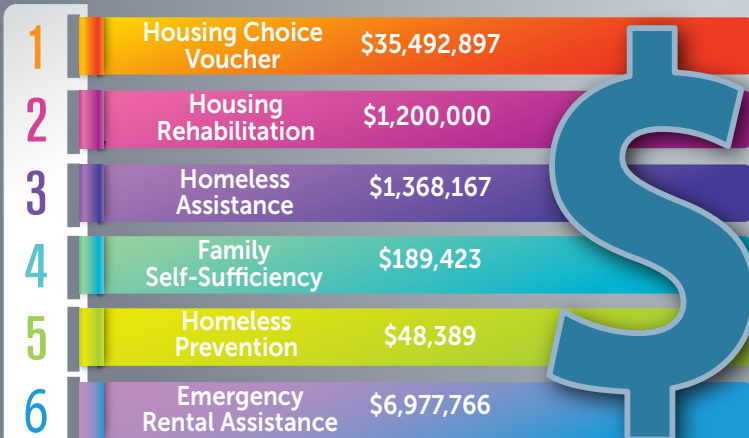 1
Housing Choice
Voucher
$35,492,897
2
Housing
Rehabilitation
$1,200,000
3
Homeless
Assistance
$1,368,167
4
Family
Self-Sufficiency
$189,423
5
Homeless
Prevention
$48,389
6
Emergency
Rental Assistance
$6,977,766
$